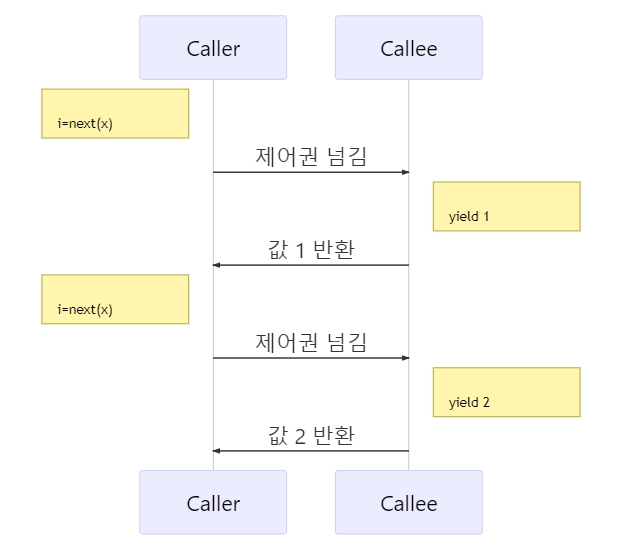 Caller
Callee
i=next(x)
제어권 넘김
yield 1
값 1 반환
i=next(x)
제어권 넘김
yield 2
값 2 반환
Caller
Callee